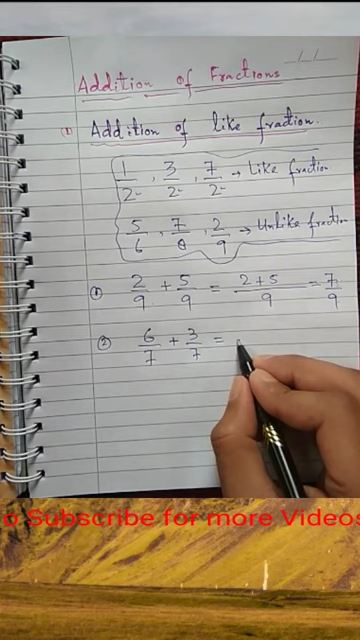 Addition of Fractions
(1) Addition of like fraction.
1/2, 3/2, 7/2 → Like fraction
5/6, 7/8, 2/9 → Unlike fraction
① 2/9 + 5/9 = 2+5/9 = 7/9
② 6/7 + 3/7 =
o Subscribe for more Videos